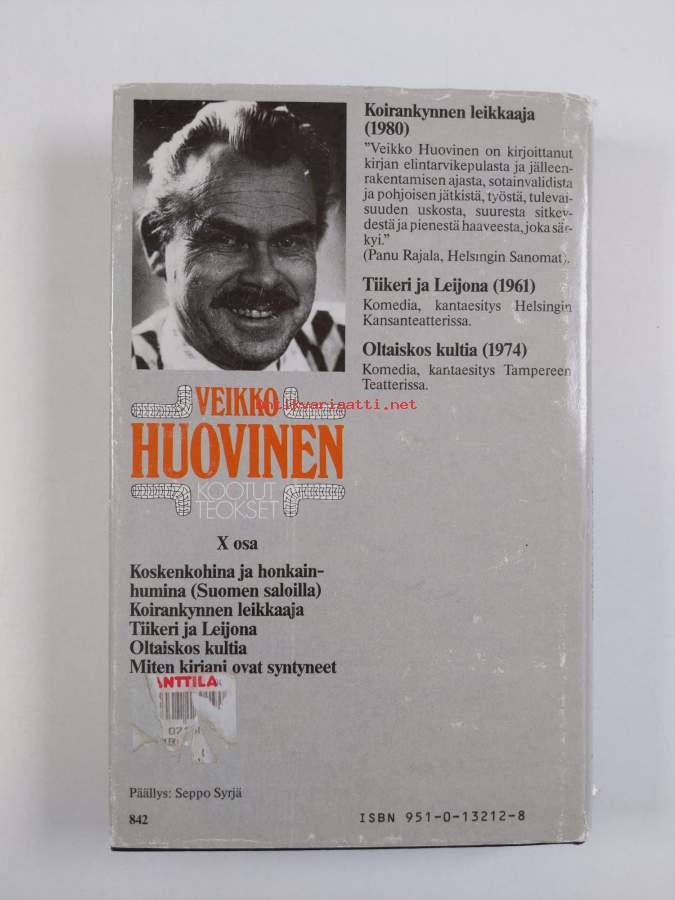 Koirankynnen leikkaaja
(1980)
”Veikko Huovinen on kirjoittanut
kirjan elintarvikepulasta ja jälleen-
rakentamisen ajasta, sotainvalidista
ja pohjoisen jätkistä, työstä, tulevai-
suuden uskosta, suuresta sitkey-
destä ja pienestä haaveesta, joka sär-
kyi.”
(Panu Rajala, Helsingin Sanomat).
Tiikeri ja Leijona (1961)
Komedia, kantaesitys Helsingin
Kansanteatterissa.
Oltaiskos kultia (1974)
Komedia, kantaesitys Tampereen
Teatterissa.
VEIKKO
antikvariaatti.net
HUOVINEN
KOOTUT
TEOKSET
X osa
Koskenkohina ja honkain-
humina (Suomen saloilla)
Koirankynnen leikkaaja
Tiikeri ja Leijona
Oltaiskos kultia
Miten kirjani ovat syntyneet
ANTTILA
Päällys: Seppo Syrjä
842
ISBN 951-0-13212-8